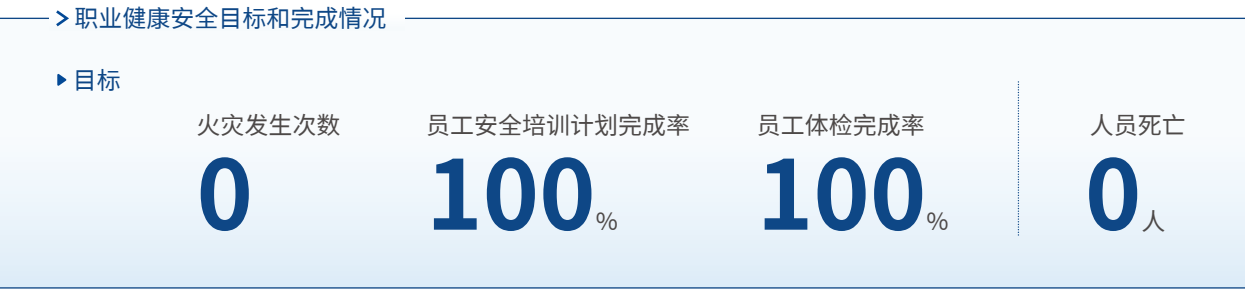 > 职业健康安全目标和完成情况
目标
火灾发生次数 员工安全培训计划完成率 员工体检完成率 人员死亡
0 100% 100% 0人